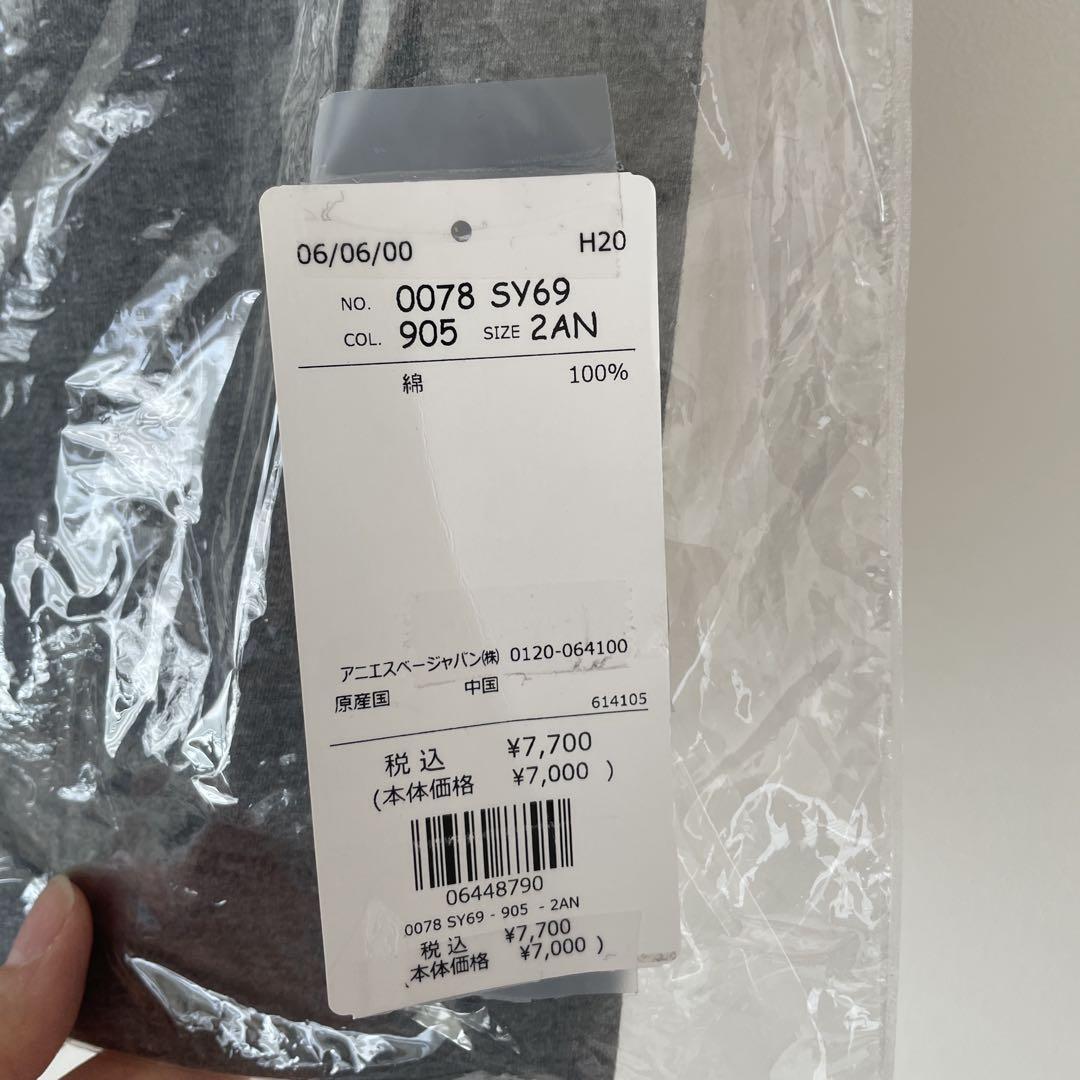 06/06/00 H20
NO. 0078 SY69
COL. 905 SIZE 2AN
綿 100%
アニエスベージャパン㈱ 0120-064100
原産国 中国
614105
税込 ¥7,700
(本体価格 ¥7,000 )
06448790
0078 SY69 - 905 - 2AN
税込 ¥7,700
本体価格 ¥7,000 )